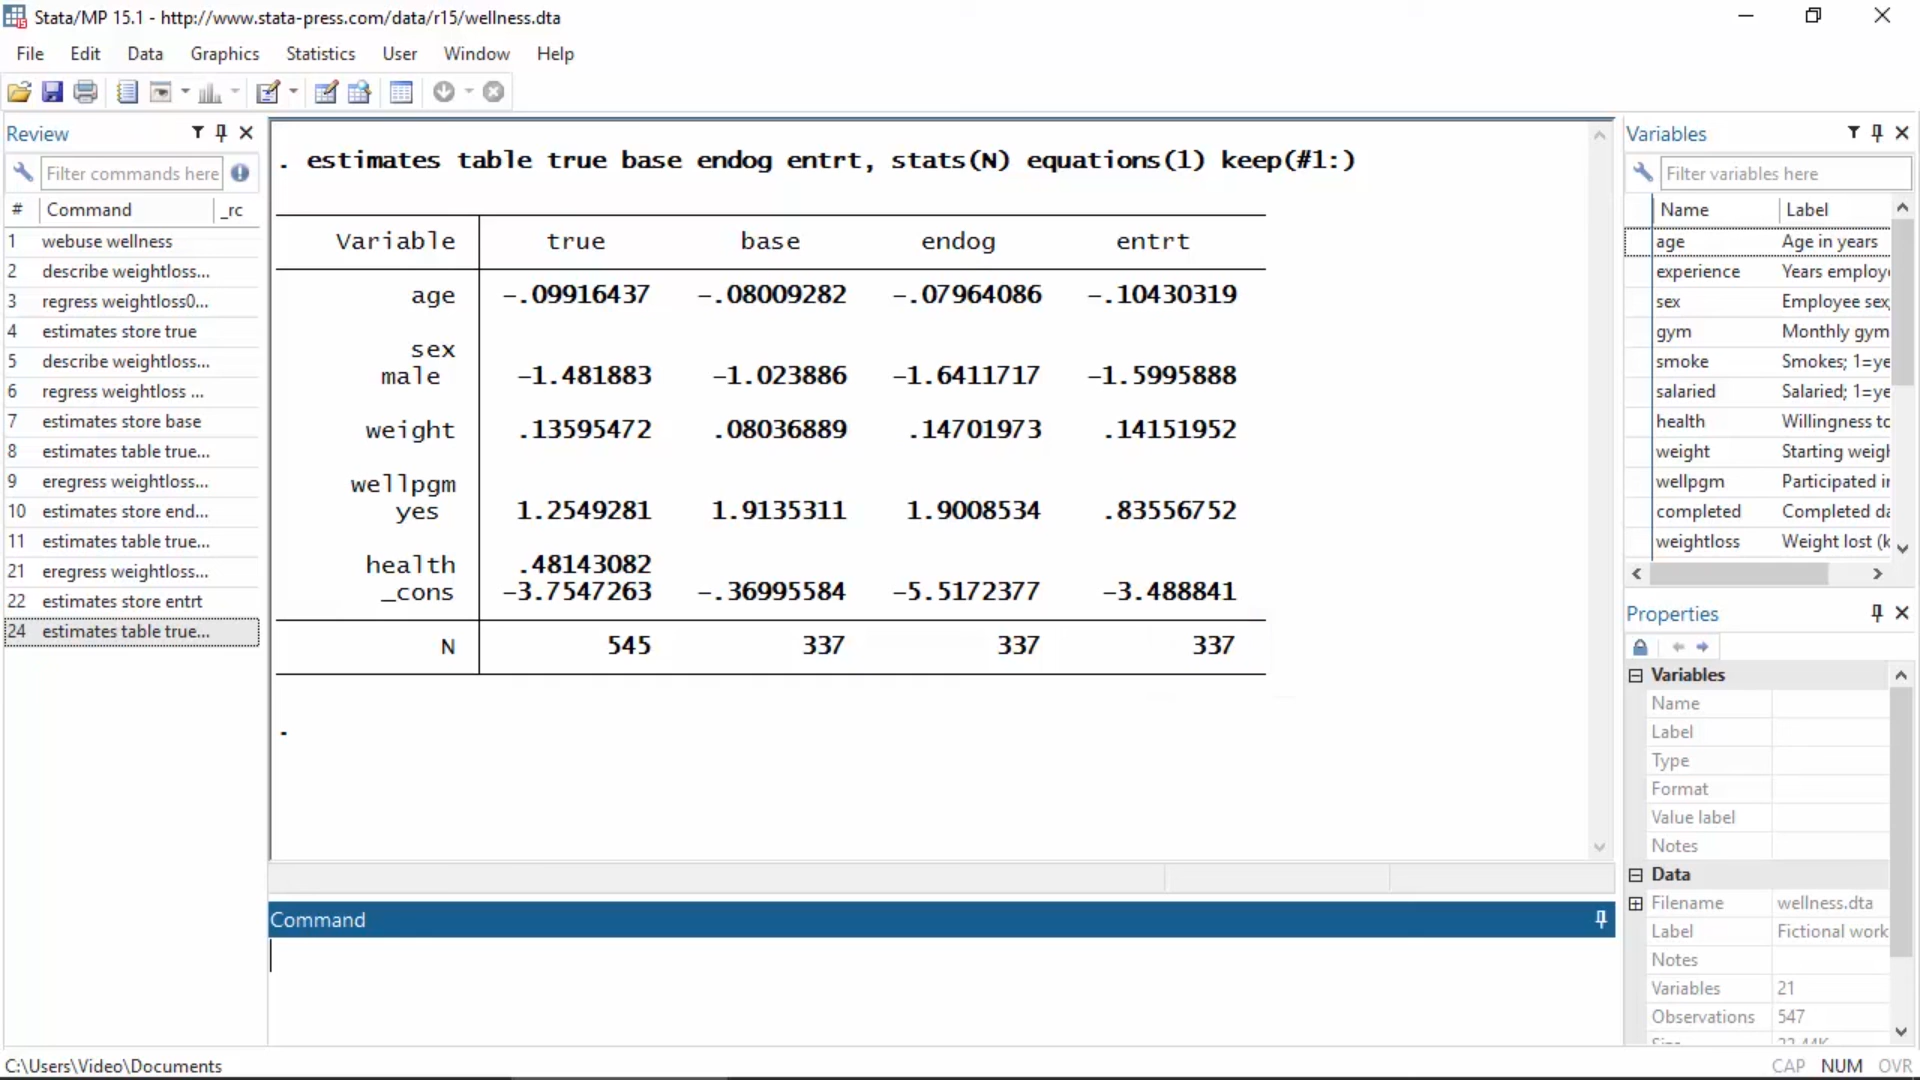 Stata/MP 15.1 - http://www.stata-press.com/data/r15/wellness.dta
File Edit Data Graphics Statistics User Window Help
Review
Filter commands here
# Command _rc
1 webuse wellness
2 describe weightloss...
3 regress weightloss0...
4 estimates store true
5 describe weightloss...
6 regress weightloss ...
7 estimates store base
8 estimates table true...
9 eregress weightloss...
10 estimates store end...
11 estimates table true...
21 eregress weightloss...
22 estimates store entrt
24 estimates table true...
. estimates table true base endog entrt, stats(N) equations(1) keep(#1:)
Variable true base endog entrt
age -.09916437 -.08009282 -.07964086 -.10430319
sex
male -1.481883 -1.023886 -1.6411717 -1.5995888
weight .13595472 .08036889 .14701973 .14151952
wellpgm
yes 1.2549281 1.9135311 1.9008534 .83556752
health .48143082
_cons -3.7547263 -.36995584 -5.5172377 -3.488841
N 545 337 337 337
.
Command
Variables
Filter variables here
Name Label
age Age in years
experience Years employe
sex Employee sex
gym Monthly gym
smoke Smokes; 1=ye
salaried Salaried; 1=ye
health Willingness to
weight Starting weigh
wellpgm Participated in
completed Completed da
weightloss Weight lost (k
Properties
Variables
Name
Label
Type
Format
Value label
Notes
Data
Filename wellness.dta
Label Fictional work
Notes
Variables 21
Observations 547
C:\Users\Video\Documents
CAP NUM OVR